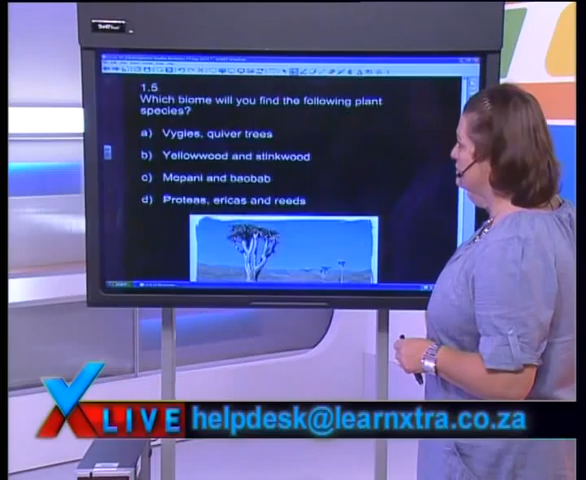 1.5
Which biome will you find the following plant
species?
a) Vygies, quiver trees
b) Yellowwood and stinkwood
c) Mopani and baobab
d) Proteas, ericas and reeds
X LIVE helpdesk@learnxtra.co.za